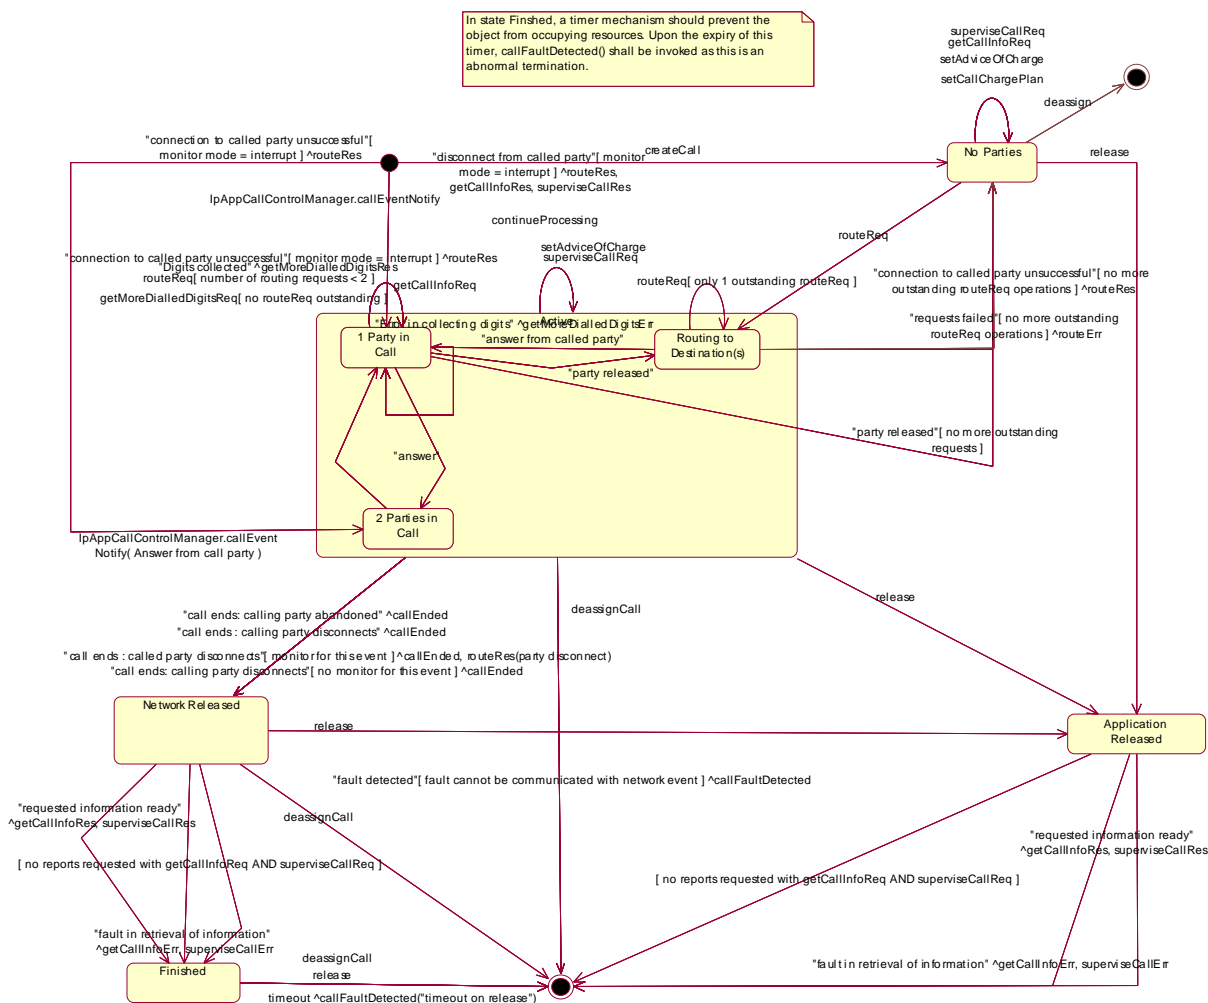 In state Finshed, a timer mechanism should prevent the
object from occupying resources. Upon the expiry of this
timer, callFaultDetected() shall be invoked as this is an
abnormal termination.
superviseCallReq
getCallInfoReq
setAdviceOfCharge
setCallChargePlan
deassign
"connection to called party unsuccessful"[
monitor mode = interrupt ] ^routeRes
"disconnect from called party"[ monitor
mode = interrupt ] ^routeRes,
getCallInfoRes, superviseCallRes
createCall
No Parties
release
IpAppCallControlManager.callEventNotify
continueProcessing
routeReq
setAdviceOfCharge
superviseCallReq
"connection to called party unsuccessful"[ monitor mode = interrupt ] ^routeRes
"Digits collected" ^getMoreDialledDigitsRes
routeReq[ number of routing requests < 2 ]
getCallInfoReq
getMoreDialledDigitsReq[ no routeReq outstanding ]
routeReq[ only 1 outstanding routeReq ]
"connection to called party unsuccessful"[ no more
outstanding routeReq operations ] ^routeRes
"requests failed"[ no more outstanding
routeReq operations ] ^routeErr
Active
"Error in collecting digits" ^getMoreDialledDigitsErr
1 Party in
Call
"answer from called party"
Routing to
Destination(s)
"party released"
"party released"[ no more outstanding
requests ]
"answer"
2 Parties in
Call
IpAppCallControlManager.callEvent
Notify( Answer from call party )
"call ends: calling party abandoned" ^callEnded
"call ends : calling party disconnects" ^callEnded
"call ends : called party disconnects"[ monitor for this event ] ^callEnded, routeRes(party disconnect)
"call ends: calling party disconnects"[ no monitor for this event ] ^callEnded
deassignCall
release
Network Released
release
Application
Released
"fault detected"[ fault cannot be communicated with network event ] ^callFaultDetected
"requested information ready"
^getCallInfoRes, superviseCallRes
deassignCall
[ no reports requested with getCallInfoReq AND superviseCallReq ]
"requested information ready"
^getCallInfoRes, superviseCallRes
[ no reports requested with getCallInfoReq AND superviseCallReq ]
"fault in retrieval of information"
^getCallInfoErr, superviseCallErr
Finished
deassignCall
release
timeout ^callFaultDetected("timeout on release")
"fault in retrieval of information" ^getCallInfoErr, superviseCallErr